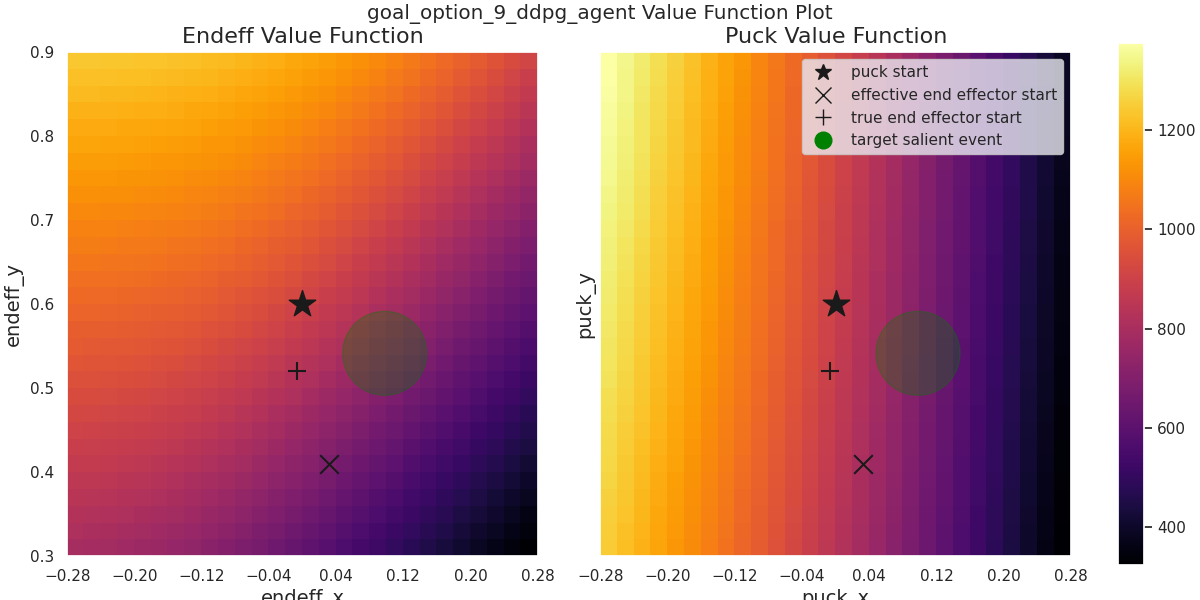 goal_option_9_ddpg_agent Value Function Plot
Endeff Value Function
Puck Value Function
0.9
0.8
0.7
0.6
0.5
0.4
0.3
endeff_y
−0.28 −0.20 −0.12 −0.04 0.04 0.12 0.20 0.28
endeff_x
puck_y
puck start
effective end effector start
true end effector start
target salient event
−0.28 −0.20 −0.12 −0.04 0.04 0.12 0.20 0.28
puck_x
1200
1000
800
600
400